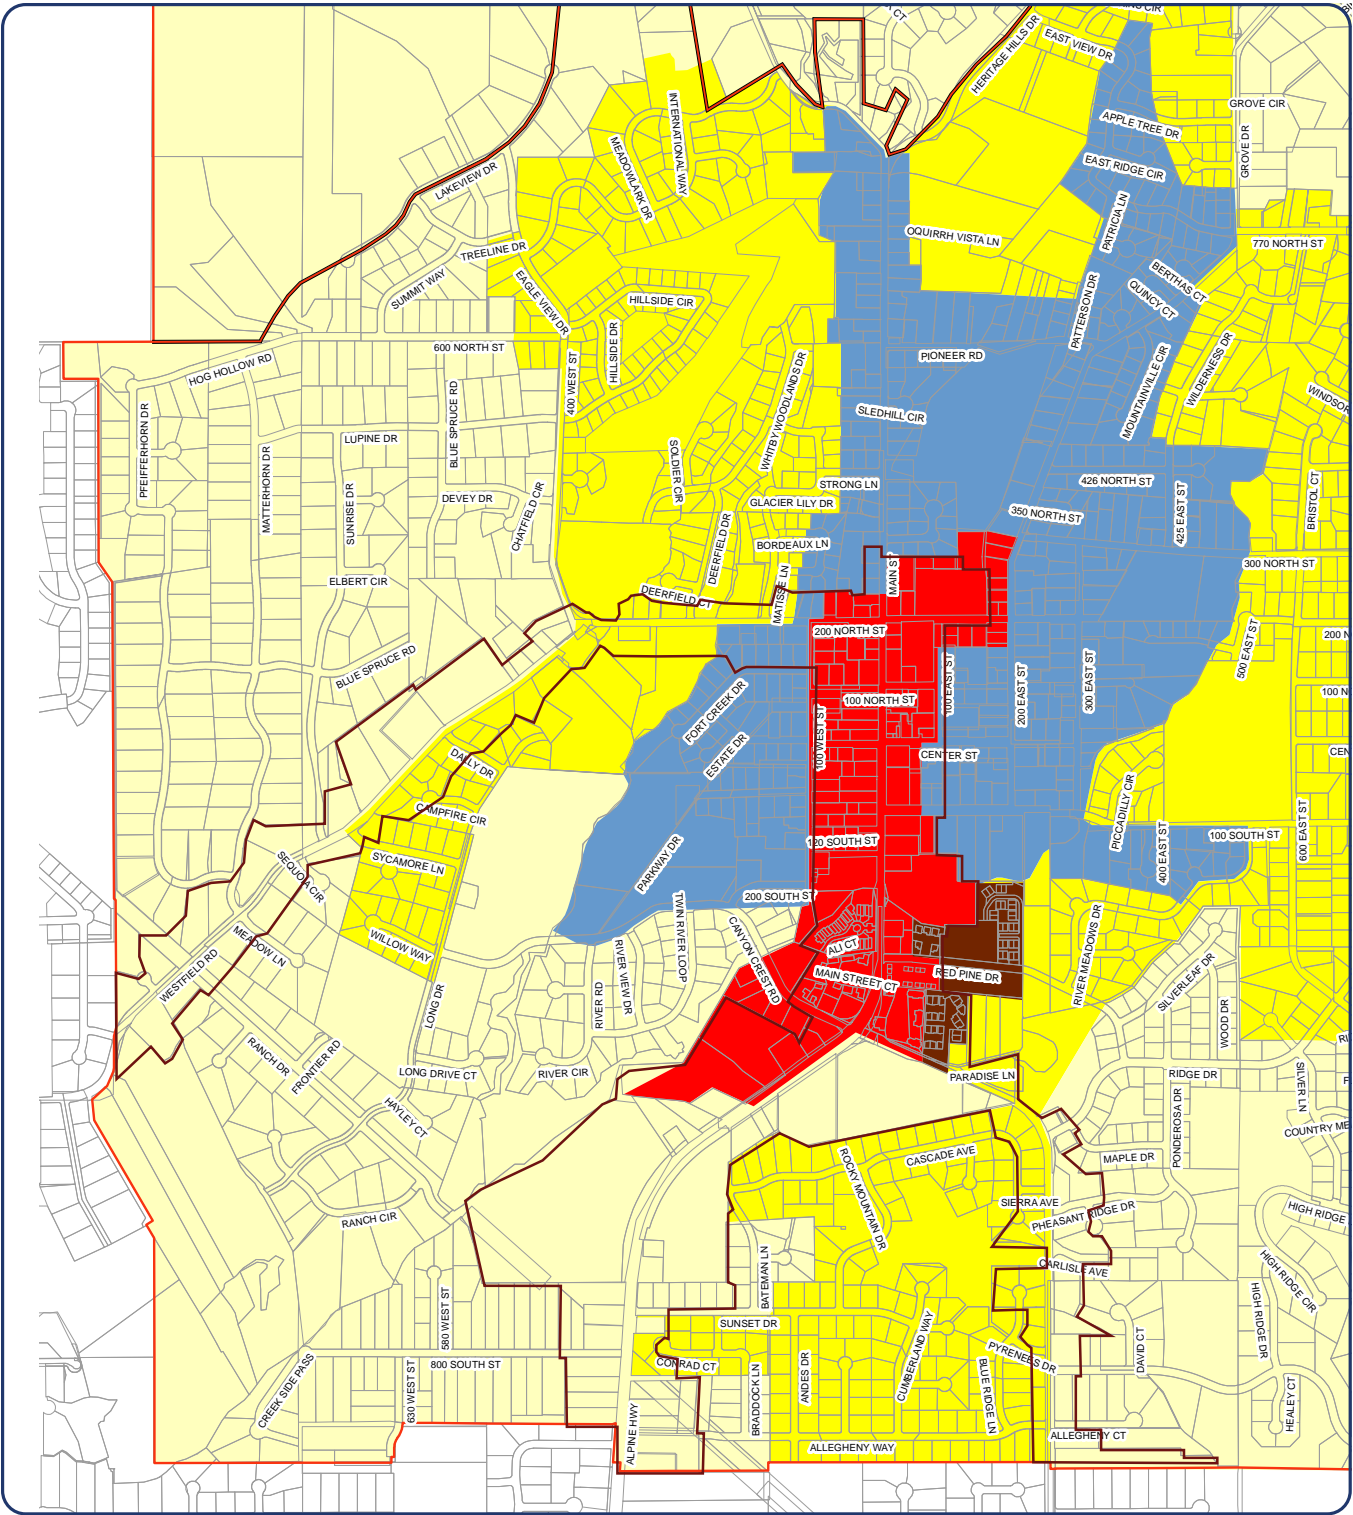 CT
CIR
HERITAGE HILLS DR
EAST VIEW DR
GROVE CIR
INTERNATIONAL WAY
APPLE TREE DR
GROVE DR
MEADOWLARK DR
EAST RIDGE CIR
LAKEVIEW DR
PATRICIA LN
OQUIRRH VISTA LN
770 NORTH ST
TREELINE DR
SUMMIT WAY
EAGLE VIEW DR
BERTHAS CT
QUINCY CT
HILLSIDE CIR
PATTERSON DR
HILLSIDE DR
600 NORTH ST
PIONEER RD
HOG HOLLOW RD
400 WEST ST
WILDERNESS DR
MOUNTAINVILLE CIR
WHITBY WOODLANDS DR
BLUE SPRUCE RD
SLEDHILL CIR
WINDSOR
PFEIFFERHORN DR
LUPINE DR
MATTERHORN DR
SOLDIER CIR
426 NORTH ST
STRONG LN
DEVEY DR
GLACIER LILY DR
BRISTOL CT
SUNRISE DR
CHATFIELD CIR
425 EAST ST
350 NORTH ST
DEERFIELD DR
BORDEAUX LN
300 NORTH ST
MAIN ST
ELBERT CIR
DEERFIELD CT
MATISSE LN
200 NORTH ST
200 N
500 EAST ST
BLUE SPRUCE RD
100 EAST ST
200 EAST ST
300 EAST ST
100 N
100 NORTH ST
FORT CREEK DR
100 WEST ST
ESTATE DR
CENTER ST
CEN
DALLY DR
CAMPFIRE CIR
PICCADILLY CIR
600 EAST ST
100 SOUTH ST
120 SOUTH ST
400 EAST ST
SYCAMORE LN
PARKWAY DR
SEQUOIA CIR
200 SOUTH ST
TWIN RIVER LOOP
CANYON CREST RD
WILLOW WAY
MEADOW LN
ALI CT
RIVER MEADOWS DR
WESTFIELD RD
RIVER VIEW DR
MAIN STREET CT
RED PINE DR
SILVERLEAF DR
LONG DR
RIVER RD
WOOD DR
RANCH DR
FRONTIER RD
LONG DRIVE CT
RIVER CIR
PARADISE LN
RIDGE DR
SILVER LN
HAYLEY CT
PONDEROSA DR
COUNTRY ME
MAPLE DR
CASCADE AVE
ROCKY MOUNTAIN DR
SIERRA AVE
PHEASANT RIDGE DR
HIGH RIDGE
RANCH CIR
CARLISLE AVE
BATEMAN LN
HIGH RIDGE CIR
580 WEST ST
HIGH RIDGE DR
SUNSET DR
CUMBERLAND WAY
DAVID CT
PYRENEES DR
CONRAD CT
800 SOUTH ST
CREEK SIDE PASS
630 WEST ST
ANDES DR
BRADDOCK LN
BLUE RIDGE LN
HEALEY CT
ALPINE HWY
ALLEGHENY CT
ALLEGHENY WAY